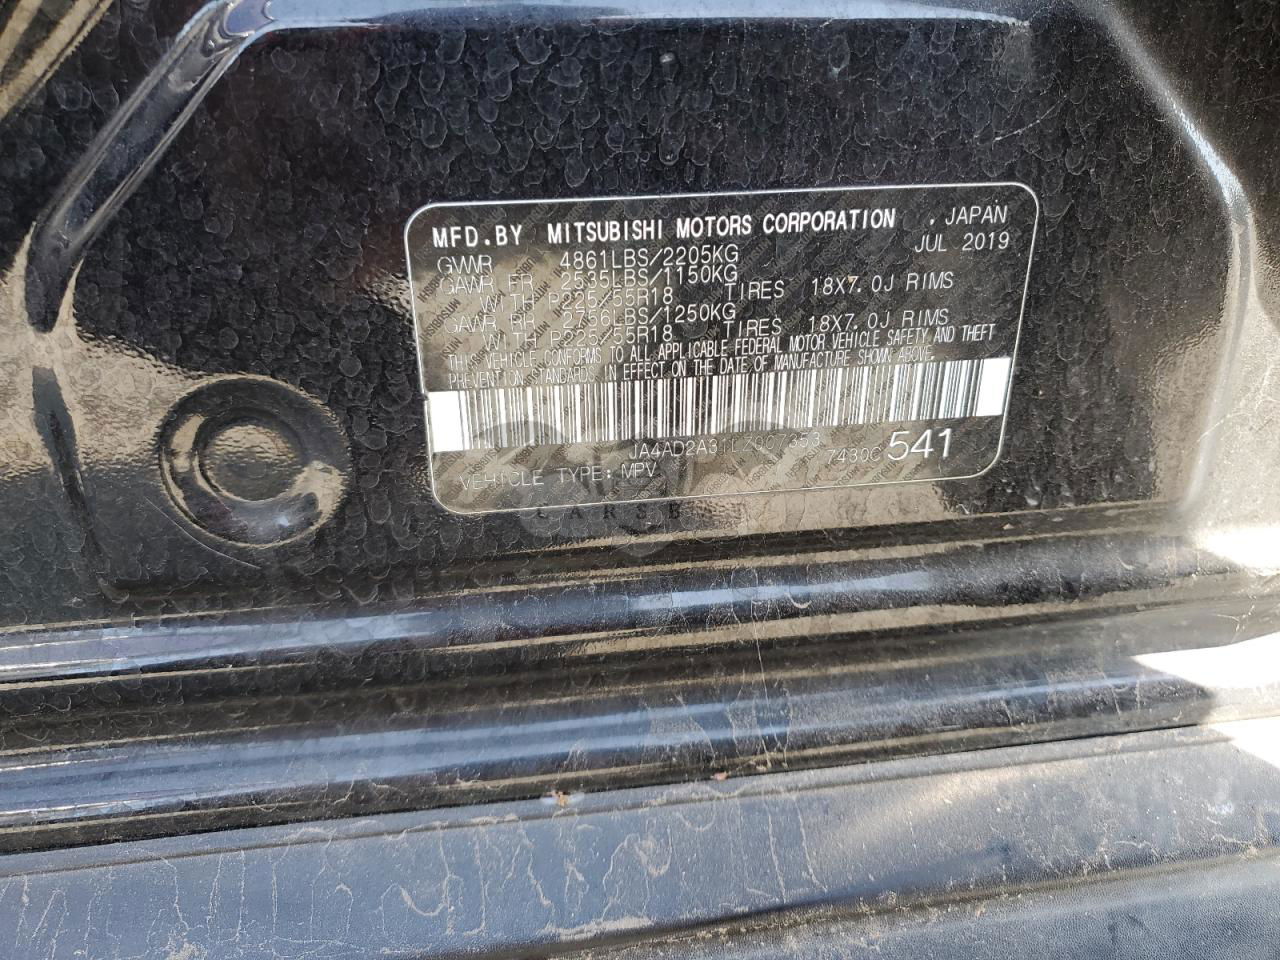 MFD.BY MITSUBISHI MOTORS CORPORATION . JAPAN
JUL 2019
GVWR 4861LBS/2205KG
GAWR FR 2535LBS/1150KG
WITH P225/55R18 TIRES 18X7.0J RIMS
GAWR RR 2756LBS/1250KG
WITH P225/55R18 TIRES 18X7.0J RIMS
THIS VEHICLE CONFORMS TO ALL APPLICABLE FEDERAL MOTOR VEHICLE SAFETY AND THEFT
PREVENTION STANDARDS IN EFFECT ON THE DATE OF MANUFACTURE SHOWN ABOVE.
541
VEHICLE TYPE: MPV